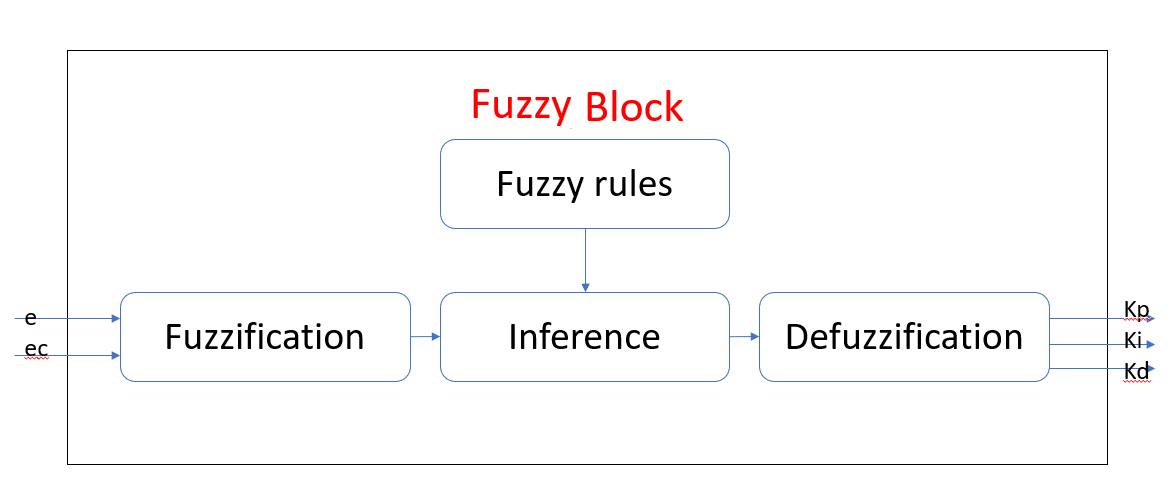 Fuzzy Block
Fuzzy rules
e
ec
Fuzzification
Inference
Defuzzification
Kp
Ki
Kd